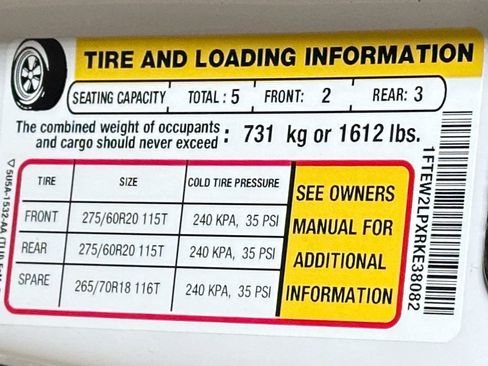 TIRE AND LOADING INFORMATION
SEATING CAPACITY TOTAL : 5 FRONT: 2 REAR: 3
The combined weight of occupants
and cargo should never exceed : 731 kg or 1612 lbs.
TIRE SIZE COLD TIRE PRESSURE
FRONT 275/60R20 115T 240 KPA, 35 PSI
REAR 275/60R20 115T 240 KPA, 35 PSI
SPARE 265/70R18 116T 240 KPA, 35 PSI
SEE OWNERS
MANUAL FOR
ADDITIONAL
INFORMATION
1FTEW2LPXRKE38082
5U5A-1532-AA